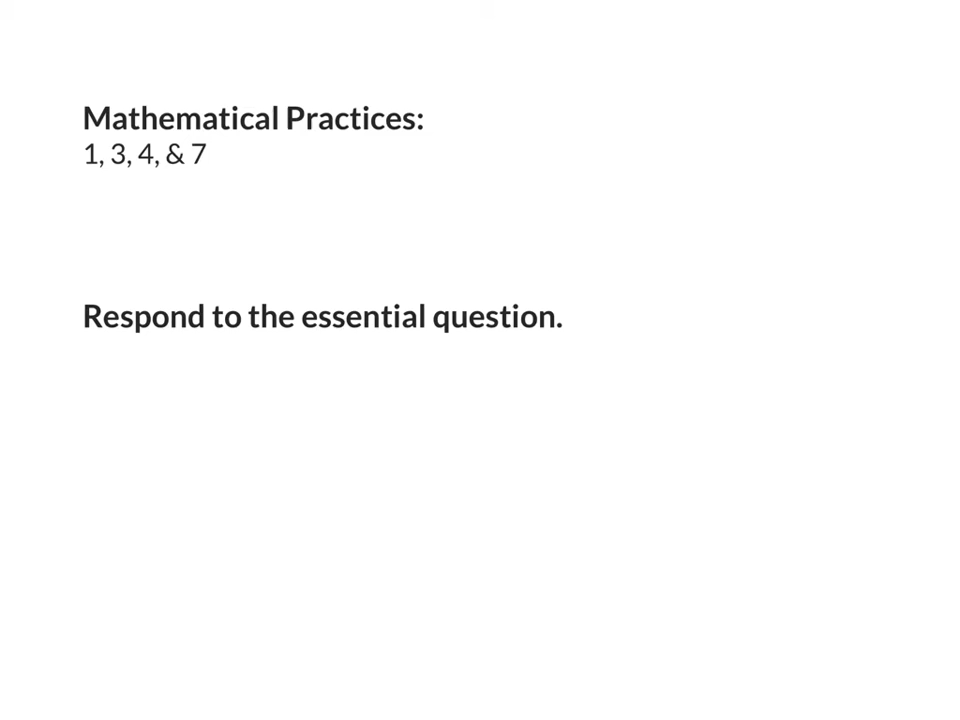 Mathematical Practices:
1, 3, 4, & 7
Respond to the essential question.